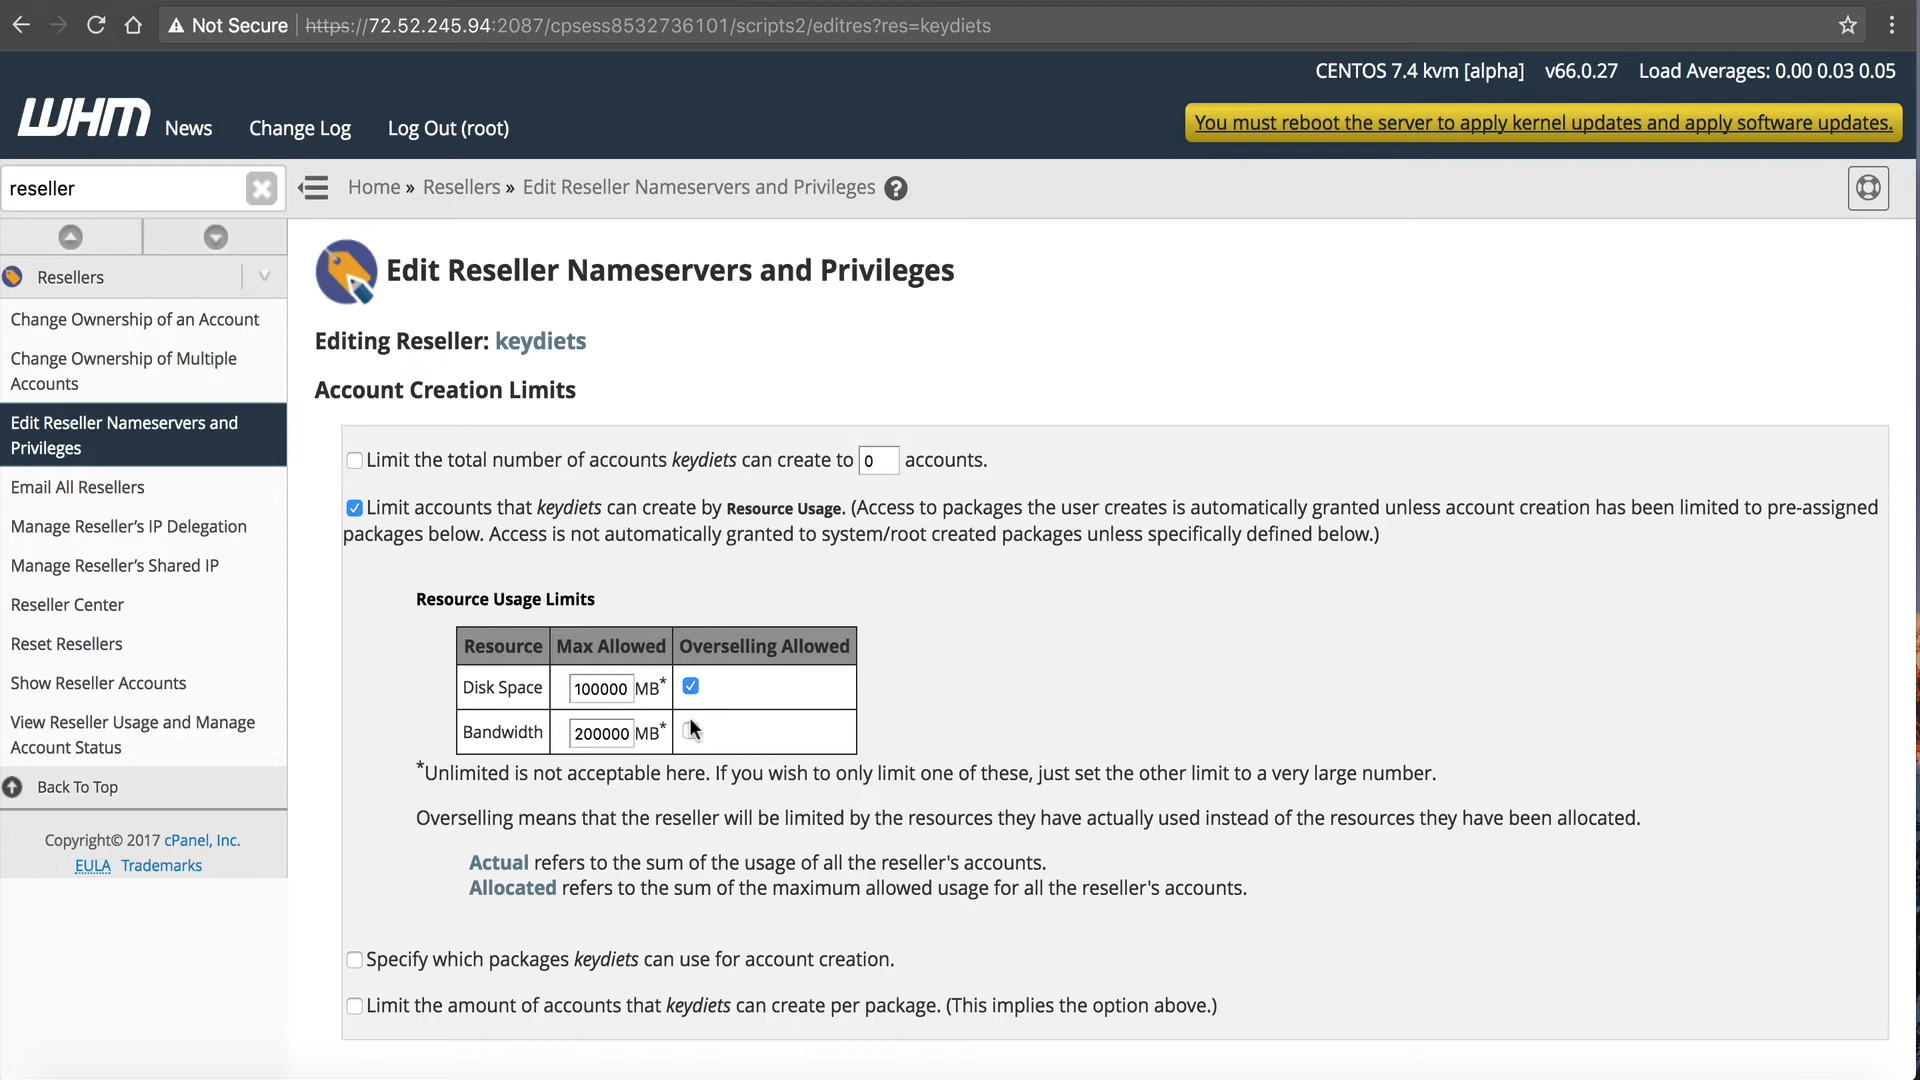 Not Secure | https://72.52.245.94:2087/cpsess8532736101/scripts2/editres?res=keydiets
CENTOS 7.4 kvm [alpha] v66.0.27 Load Averages: 0.00 0.03 0.05
WHM News Change Log Log Out (root)
You must reboot the server to apply kernel updates and apply software updates.
reseller
Home » Resellers » Edit Reseller Nameservers and Privileges ?
Resellers
Change Ownership of an Account
Change Ownership of Multiple
Accounts
Edit Reseller Nameservers and
Privileges
Email All Resellers
Manage Reseller's IP Delegation
Manage Reseller's Shared IP
Reseller Center
Reset Resellers
Show Reseller Accounts
View Reseller Usage and Manage
Account Status
Back To Top
Copyright© 2017 cPanel, Inc.
EULA Trademarks
Edit Reseller Nameservers and Privileges
Editing Reseller: keydiets
Account Creation Limits
Limit the total number of accounts keydiets can create to 0 accounts.
Limit accounts that keydiets can create by Resource Usage. (Access to packages the user creates is automatically granted unless account creation has been limited to pre-assigned
packages below. Access is not automatically granted to system/root created packages unless specifically defined below.)
Resource Usage Limits
Resource Max Allowed Overselling Allowed
Disk Space 100000 MB*
Bandwidth 200000 MB*
*Unlimited is not acceptable here. If you wish to only limit one of these, just set the other limit to a very large number.
Overselling means that the reseller will be limited by the resources they have actually used instead of the resources they have been allocated.
Actual refers to the sum of the usage of all the reseller's accounts.
Allocated refers to the sum of the maximum allowed usage for all the reseller's accounts.
Specify which packages keydiets can use for account creation.
Limit the amount of accounts that keydiets can create per package. (This implies the option above.)